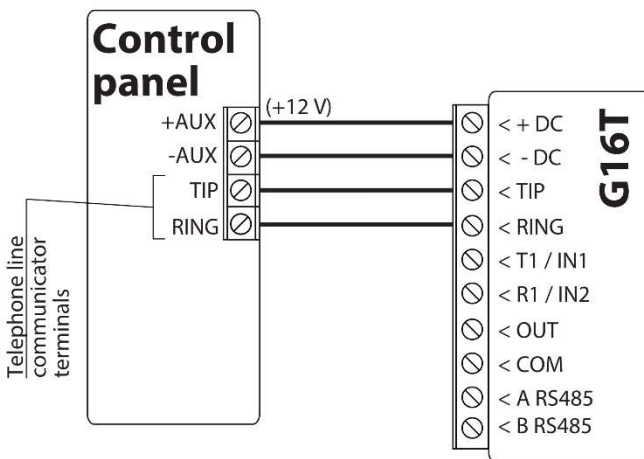 Control
panel
(+12 V)
+AUX
-AUX
TIP
RING
Telephone line
communicator
terminals
G16T
< + DC
< - DC
< TIP
< RING
< T1 / IN1
< R1 / IN2
< OUT
< COM
< A RS485
< B RS485